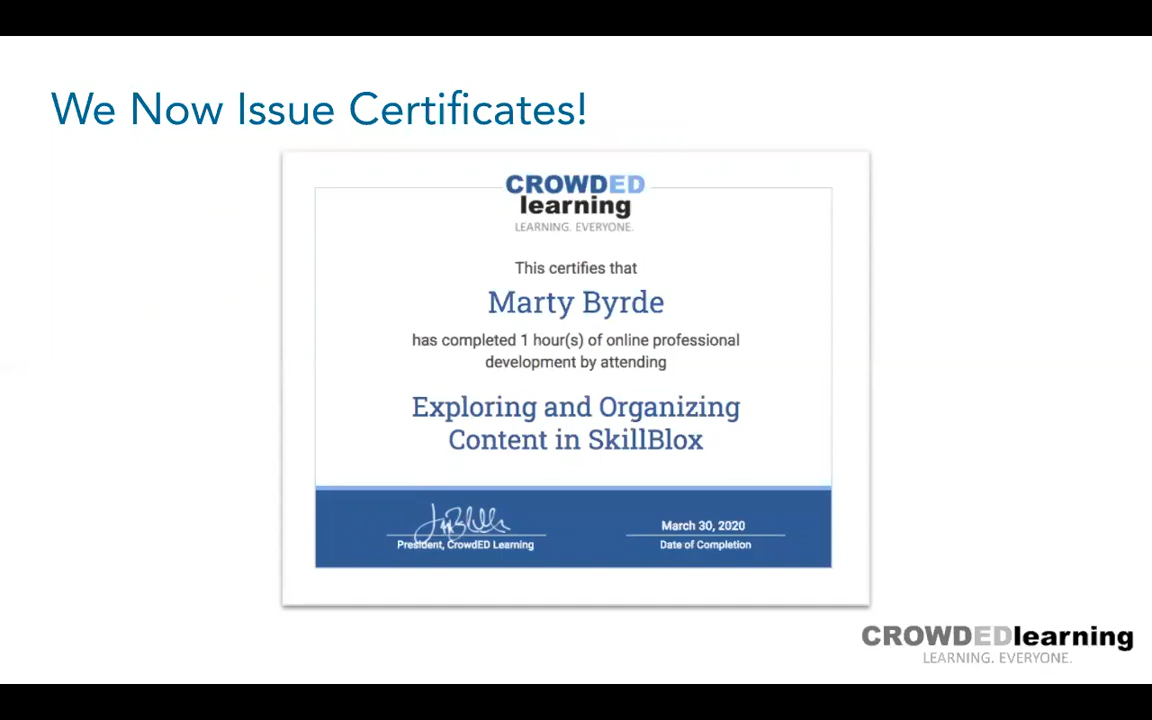 We Now Issue Certificates!
CROWDED
learning
LEARNING. EVERYONE.
This certifies that
Marty Byrde
has completed 1 hour(s) of online professional
development by attending
Exploring and Organizing
Content in SkillBlox
March 30, 2020
President, CrowdED Learning
Date of Completion
CROWDEDlearning
LEARNING. EVERYONE.